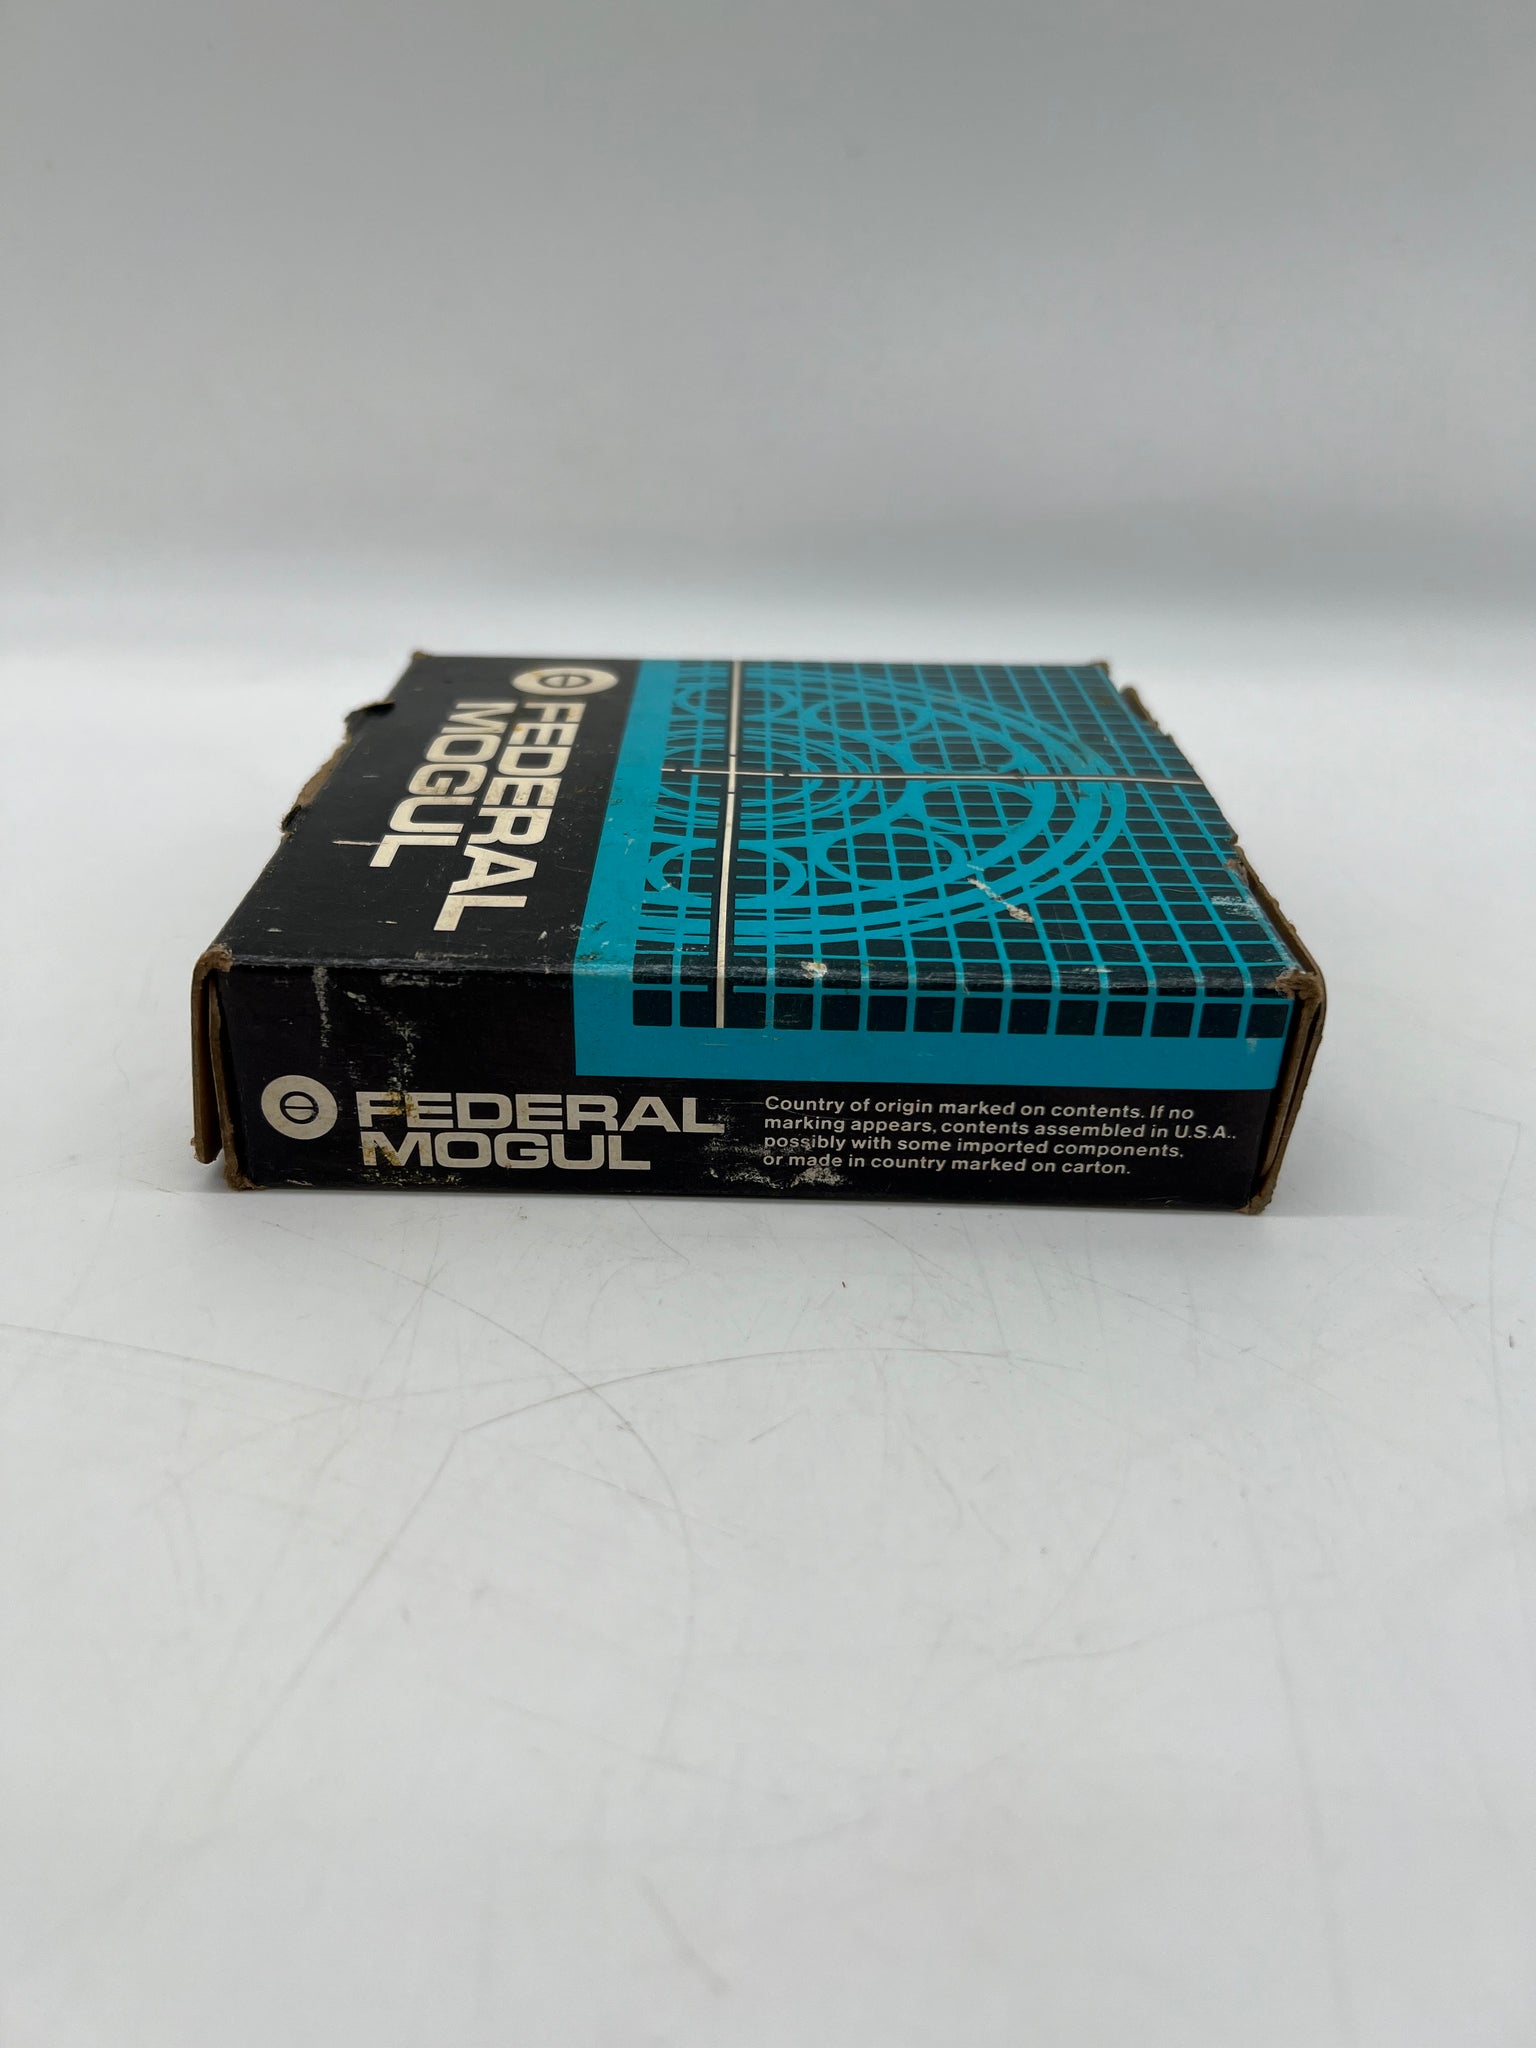 FEDERAL
MOGUL
FEDERAL
MOGUL
Country of origin marked on contents. If no
marking appears, contents assembled in U.S.A.,
possibly with some imported components,
or made in country marked on carton.